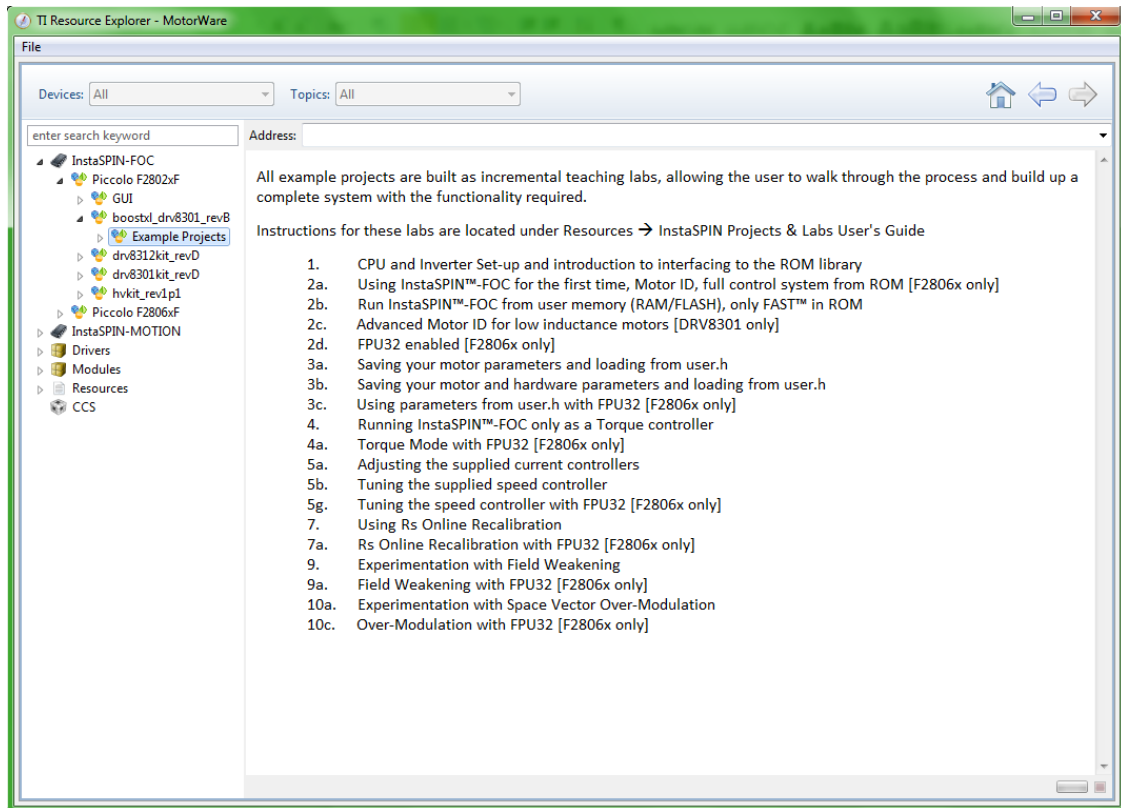 TI Resource Explorer - MotorWare
File
Devices: All Topics: All
enter search keyword
Address:
InstaSPIN-FOC
Piccolo F2802xF
GUI
boostxl_drv8301_revB
Example Projects
drv8312kit_revD
drv8301kit_revD
hvkit_rev1p1
Piccolo F2806xF
InstaSPIN-MOTION
Drivers
Modules
Resources
CCS
All example projects are built as incremental teaching labs, allowing the user to walk through the process and build up a
complete system with the functionality required.
Instructions for these labs are located under Resources → InstaSPIN Projects & Labs User's Guide
1. CPU and Inverter Set-up and introduction to interfacing to the ROM library
2a. Using InstaSPIN™-FOC for the first time, Motor ID, full control system from ROM [F2806x only]
2b. Run InstaSPIN™-FOC from user memory (RAM/FLASH), only FAST™ in ROM
2c. Advanced Motor ID for low inductance motors [DRV8301 only]
2d. FPU32 enabled [F2806x only]
3a. Saving your motor parameters and loading from user.h
3b. Saving your motor and hardware parameters and loading from user.h
3c. Using parameters from user.h with FPU32 [F2806x only]
4. Running InstaSPIN™-FOC only as a Torque controller
4a. Torque Mode with FPU32 [F2806x only]
5a. Adjusting the supplied current controllers
5b. Tuning the supplied speed controller
5g. Tuning the speed controller with FPU32 [F2806x only]
7. Using Rs Online Recalibration
7a. Rs Online Recalibration with FPU32 [F2806x only]
9. Experimentation with Field Weakening
9a. Field Weakening with FPU32 [F2806x only]
10a. Experimentation with Space Vector Over-Modulation
10c. Over-Modulation with FPU32 [F2806x only]